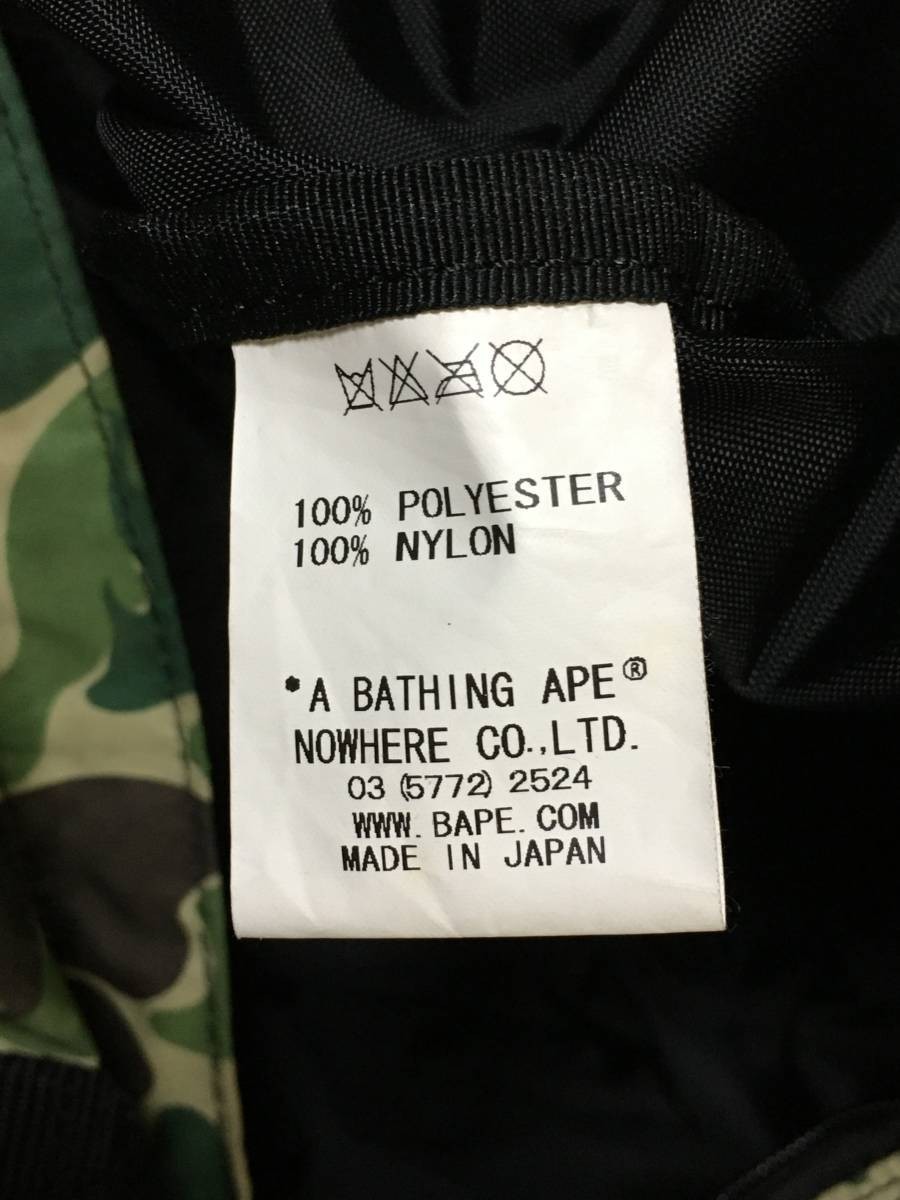 100% POLYESTER
100% NYLON
*A BATHING APE®
NOWHERE CO.,LTD.
03 (5772) 2524
WWW. BAPE. COM
MADE IN JAPAN